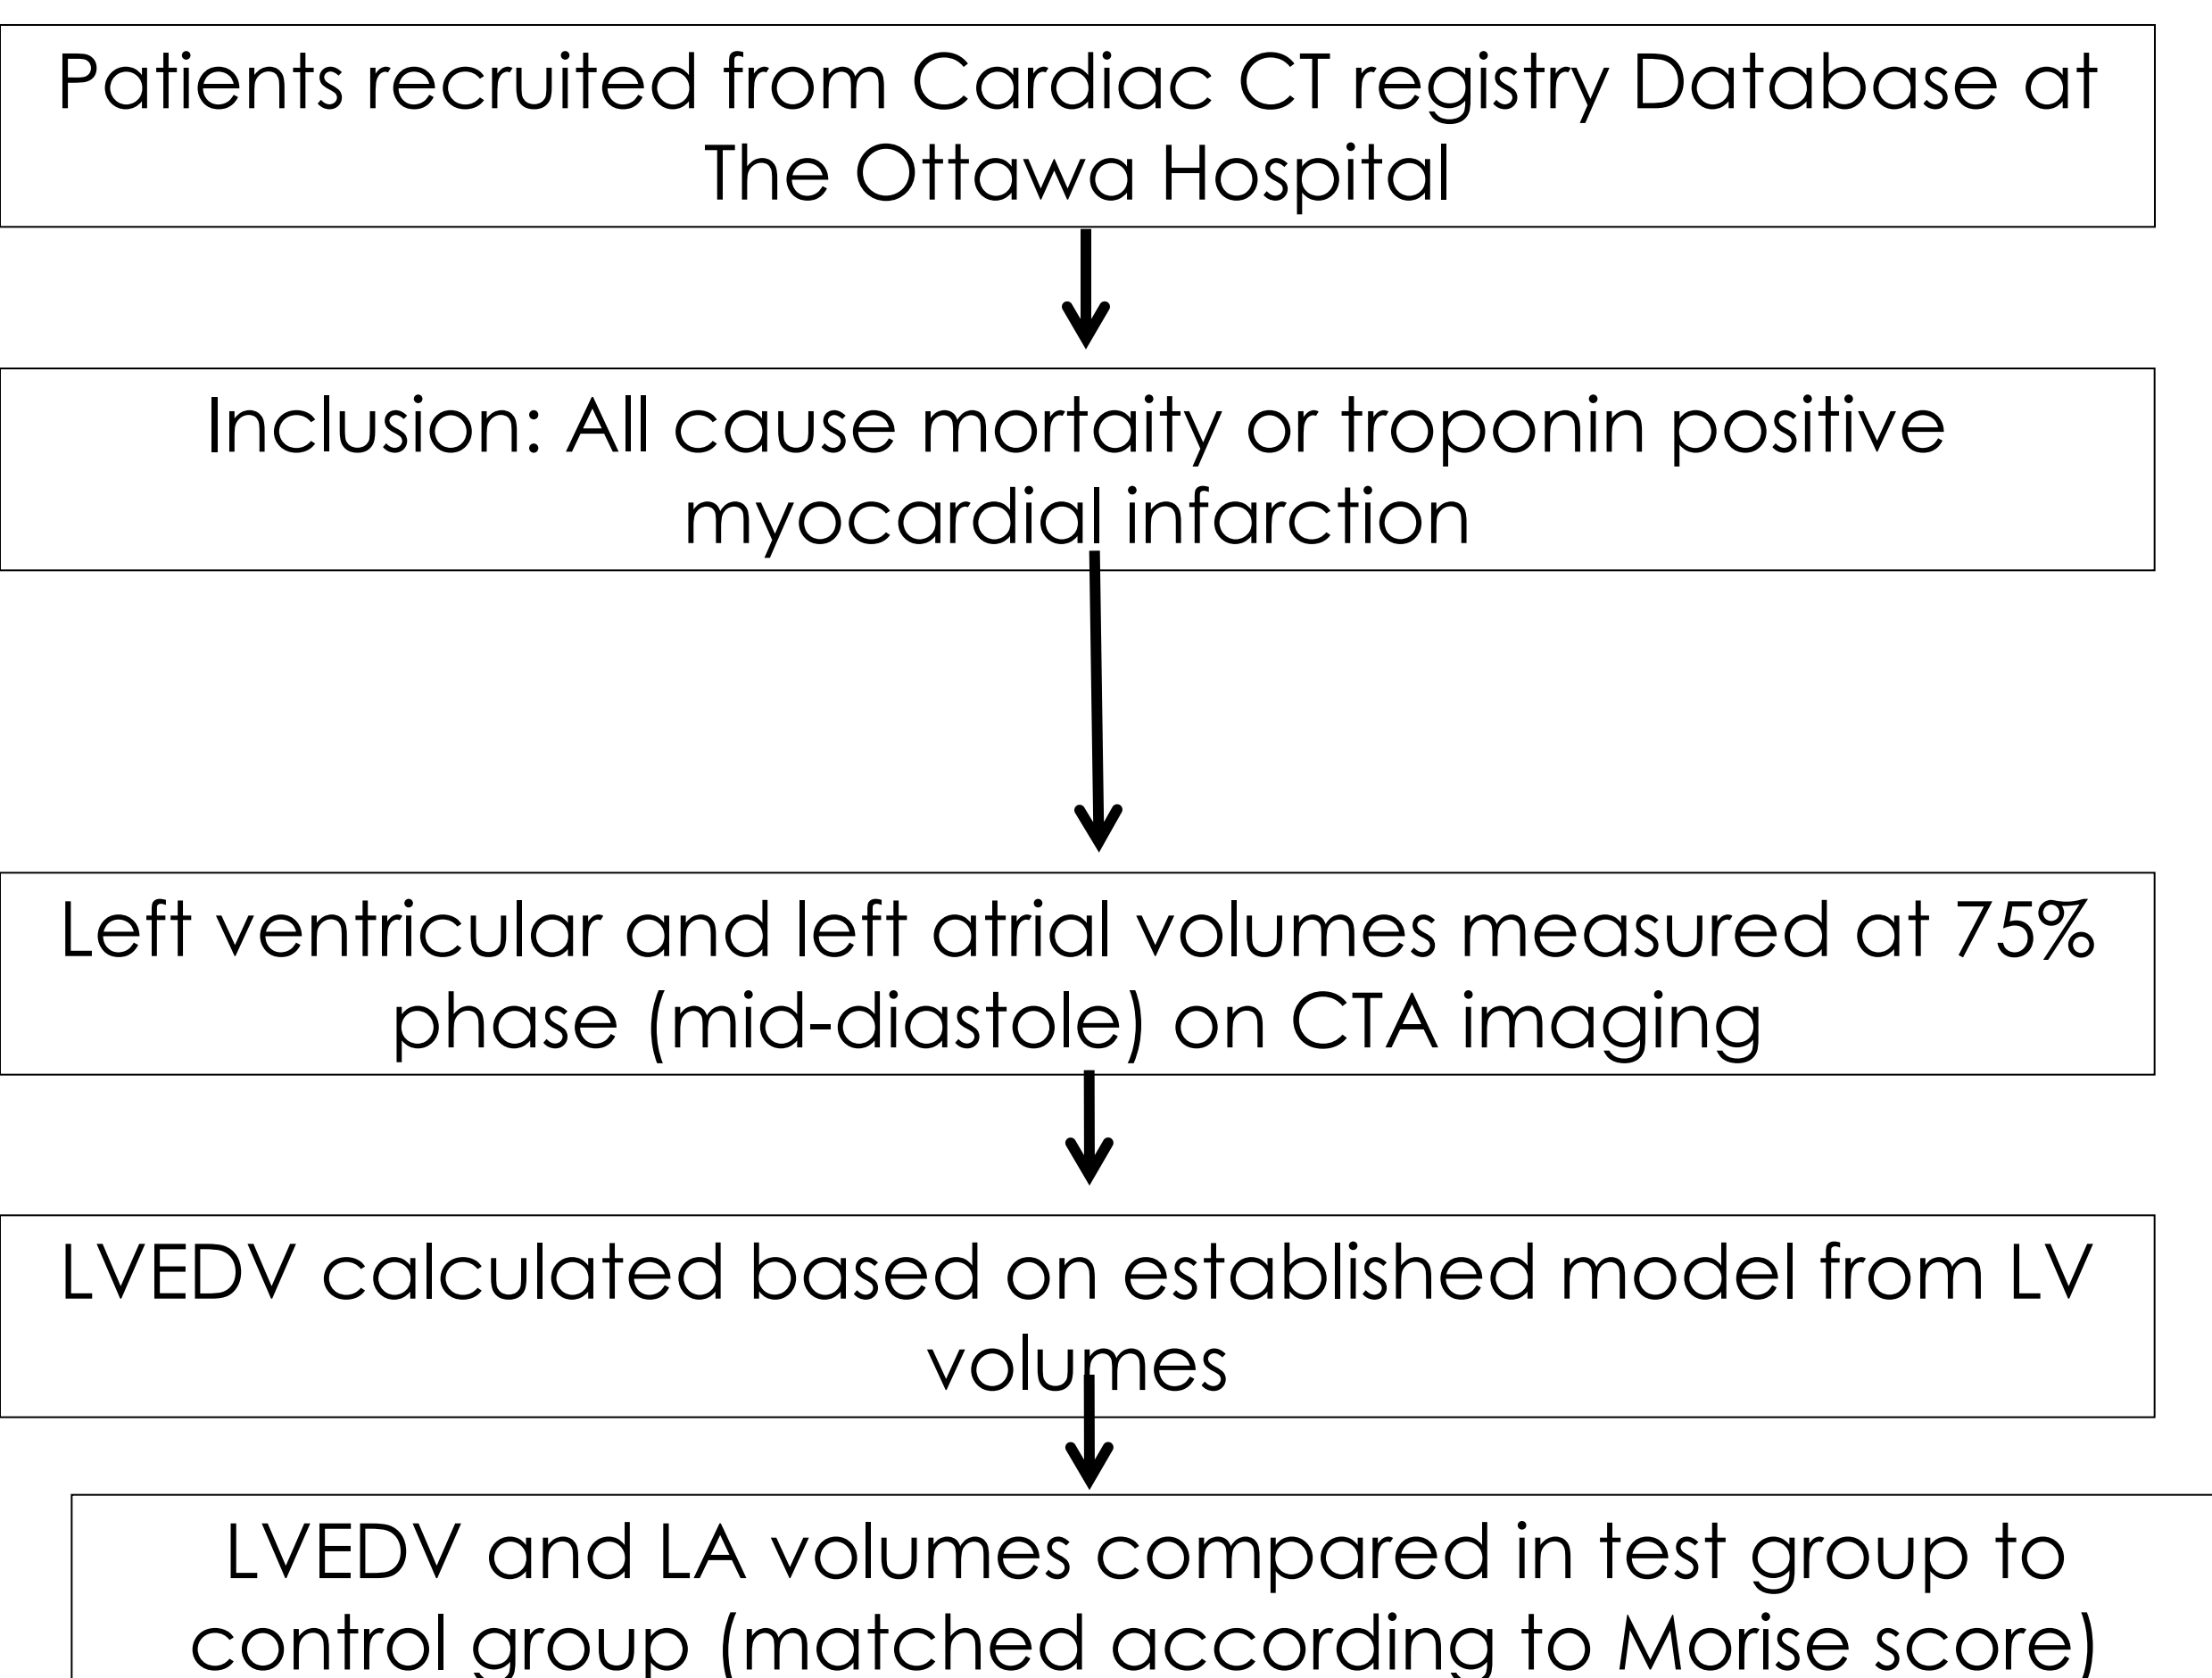 Patients recruited from Cardiac CT registry Database at
The Ottawa Hospital
Inclusion: All cause mortaity or troponin positive
myocardial infarction
Left ventricular and left atrial volumes measured at 75%
phase (mid-diastole) on CTA imaging
LVEDV calculated based on established model from LV
volumes
LVEDV and LA volumes compared in test group to
control group (matched according to Morise score)